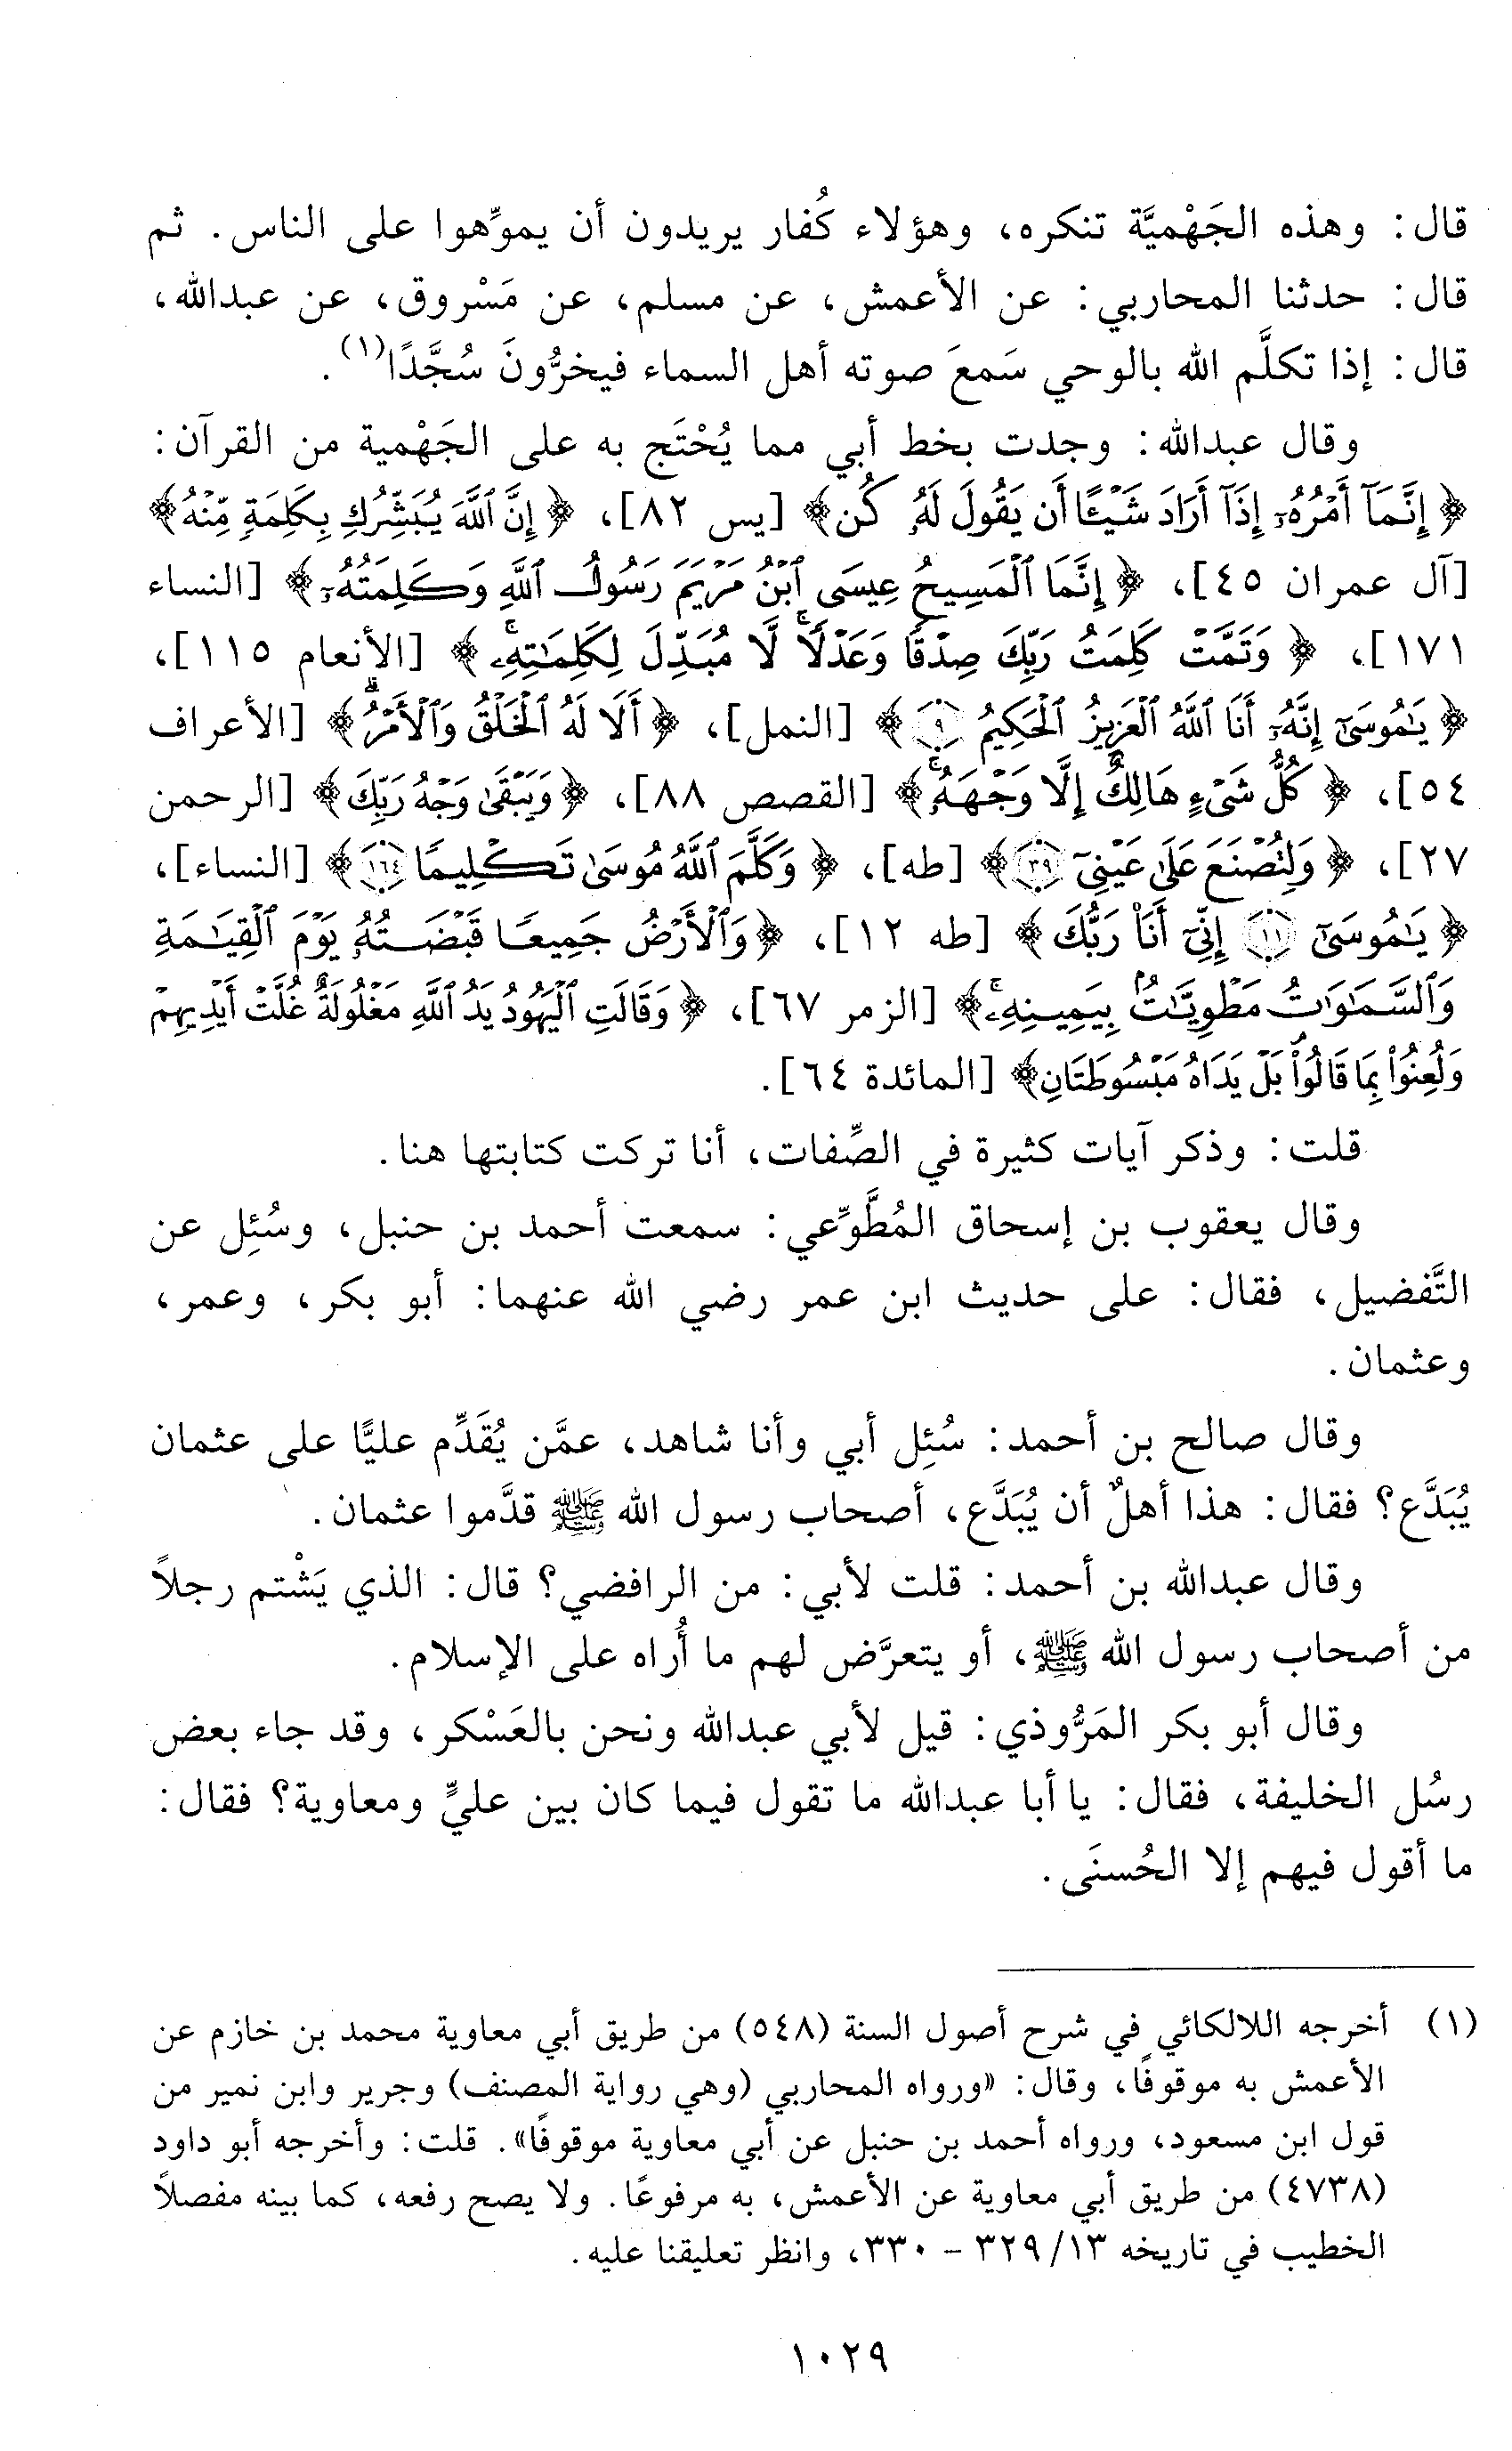 قال: وهذه الجَهْميَّة تنكره، وهؤلاء كُفار يريدون أن يموِّهوا على الناس. ثم
قال: حدثنا المحاربي: عن الأعمش، عن مسلم، عن مَسْروق، عن عبدالله،
قال: إذا تكلَّم الله بالوحي سَمعَ صوته أهل السماء فيخرُّونَ سُجَّدًا(١).
وقال عبدالله: وجدت بخط أبي مما يُحْتَج به على الجَهْمية من القرآن:
﴿إِنَّمَآ أَمْرُهُۥٓ إِذَآ أَرَادَ شَيْـًٔا أَن يَقُولَ لَهُۥ كُن﴾ [يس ٨٢]، ﴿إِنَّ ٱللَّهَ يُبَشِّرُكِ بِكَلِمَةٍ مِّنْهُ﴾
[آل عمران ٤٥]، ﴿إِنَّمَا ٱلْمَسِيحُ عِيسَى ٱبْنُ مَرْيَمَ رَسُولُ ٱللَّهِ وَكَلِمَتُهُۥٓ﴾ [النساء
١٧١]، ﴿وَتَمَّتْ كَلِمَتُ رَبِّكَ صِدْقًا وَعَدْلًا ۚ لَّا مُبَدِّلَ لِكَلِمَٰتِهِۦ ۚ﴾ [الأنعام ١١٥]،
﴿يَٰمُوسَىٰٓ إِنَّهُۥٓ أَنَا ٱللَّهُ ٱلْعَزِيزُ ٱلْحَكِيمُ ٩﴾ [النمل]، ﴿أَلَا لَهُ ٱلْخَلْقُ وَٱلْأَمْرُ ۗ﴾ [الأعراف
٥٤]، ﴿كُلُّ شَىْءٍ هَالِكٌ إِلَّا وَجْهَهُۥ ۚ﴾ [القصص ٨٨]، ﴿وَيَبْقَىٰ وَجْهُ رَبِّكَ﴾ [الرحمن
٢٧]، ﴿وَلِتُصْنَعَ عَلَىٰ عَيْنِىٓ ٣٩﴾ [طه]، ﴿وَكَلَّمَ ٱللَّهُ مُوسَىٰ تَكْلِيمًا ١٦٤﴾ [النساء]،
﴿يَٰمُوسَىٰٓ ١١ إِنِّىٓ أَنَا۠ رَبُّكَ﴾ [طه ١٢]، ﴿وَٱلْأَرْضُ جَمِيعًا قَبْضَتُهُۥ يَوْمَ ٱلْقِيَٰمَةِ
وَٱلسَّمَٰوَٰتُ مَطْوِيَّٰتٌۢ بِيَمِينِهِۦ ۚ﴾ [الزمر ٦٧]، ﴿وَقَالَتِ ٱلْيَهُودُ يَدُ ٱللَّهِ مَغْلُولَةٌ ۚ غُلَّتْ أَيْدِيهِمْ
وَلُعِنُوا۟ بِمَا قَالُوا۟ ۘ بَلْ يَدَاهُ مَبْسُوطَتَانِ﴾ [المائدة ٦٤].
قلت: وذكر آيات كثيرة في الصِّفات، أنا تركت كتابتها هنا.
وقال يعقوب بن إسحاق المُطَّوِّعي: سمعت أحمد بن حنبل، وسُئِل عن
التَّفضيل، فقال: على حديث ابن عمر رضي الله عنهما: أبو بكر، وعمر،
وعثمان.
وقال صالح بن أحمد: سُئِل أبي وأنا شاهد، عمَّن يُقَدِّم عليًّا على عثمان
يُبَدَّع؟ فقال: هذا أهلٌ أن يُبَدَّع، أصحاب رسول الله ﷺ قدَّموا عثمان.
وقال عبدالله بن أحمد: قلت لأبي: من الرافضي؟ قال: الذي يَشْتم رجلاً
من أصحاب رسول الله ﷺ، أو يتعرَّض لهم ما أُراه على الإسلام.
وقال أبو بكر المَرُّوذي: قيل لأبي عبدالله ونحن بالعَسْكر، وقد جاء بعض
رسُل الخليفة، فقال: يا أبا عبدالله ما تقول فيما كان بين عليٍّ ومعاوية؟ فقال:
ما أقول فيهم إلا الحُسنَى.
(١) أخرجه اللالكائي في شرح أصول السنة (٥٤٨) من طريق أبي معاوية محمد بن خازم عن
الأعمش به موقوفًا، وقال: «ورواه المحاربي (وهي رواية المصنف) وجرير وابن نمير من
قول ابن مسعود، ورواه أحمد بن حنبل عن أبي معاوية موقوفًا». قلت: وأخرجه أبو داود
(٤٧٣٨) من طريق أبي معاوية عن الأعمش، به مرفوعًا. ولا يصح رفعه، كما بينه مفصلاً
الخطيب في تاريخه ١٣/ ٣٢٩ - ٣٣٠، وانظر تعليقنا عليه.
١٠٢٩